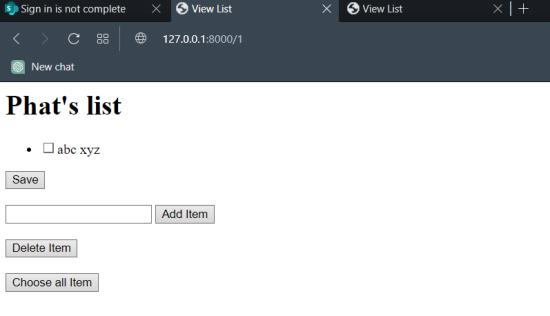 Sign in is not complete
View List
View List
127.0.0.1:8000/1
New chat
Phat's list
abc xyz
Save
Add Item
Delete Item
Choose all Item